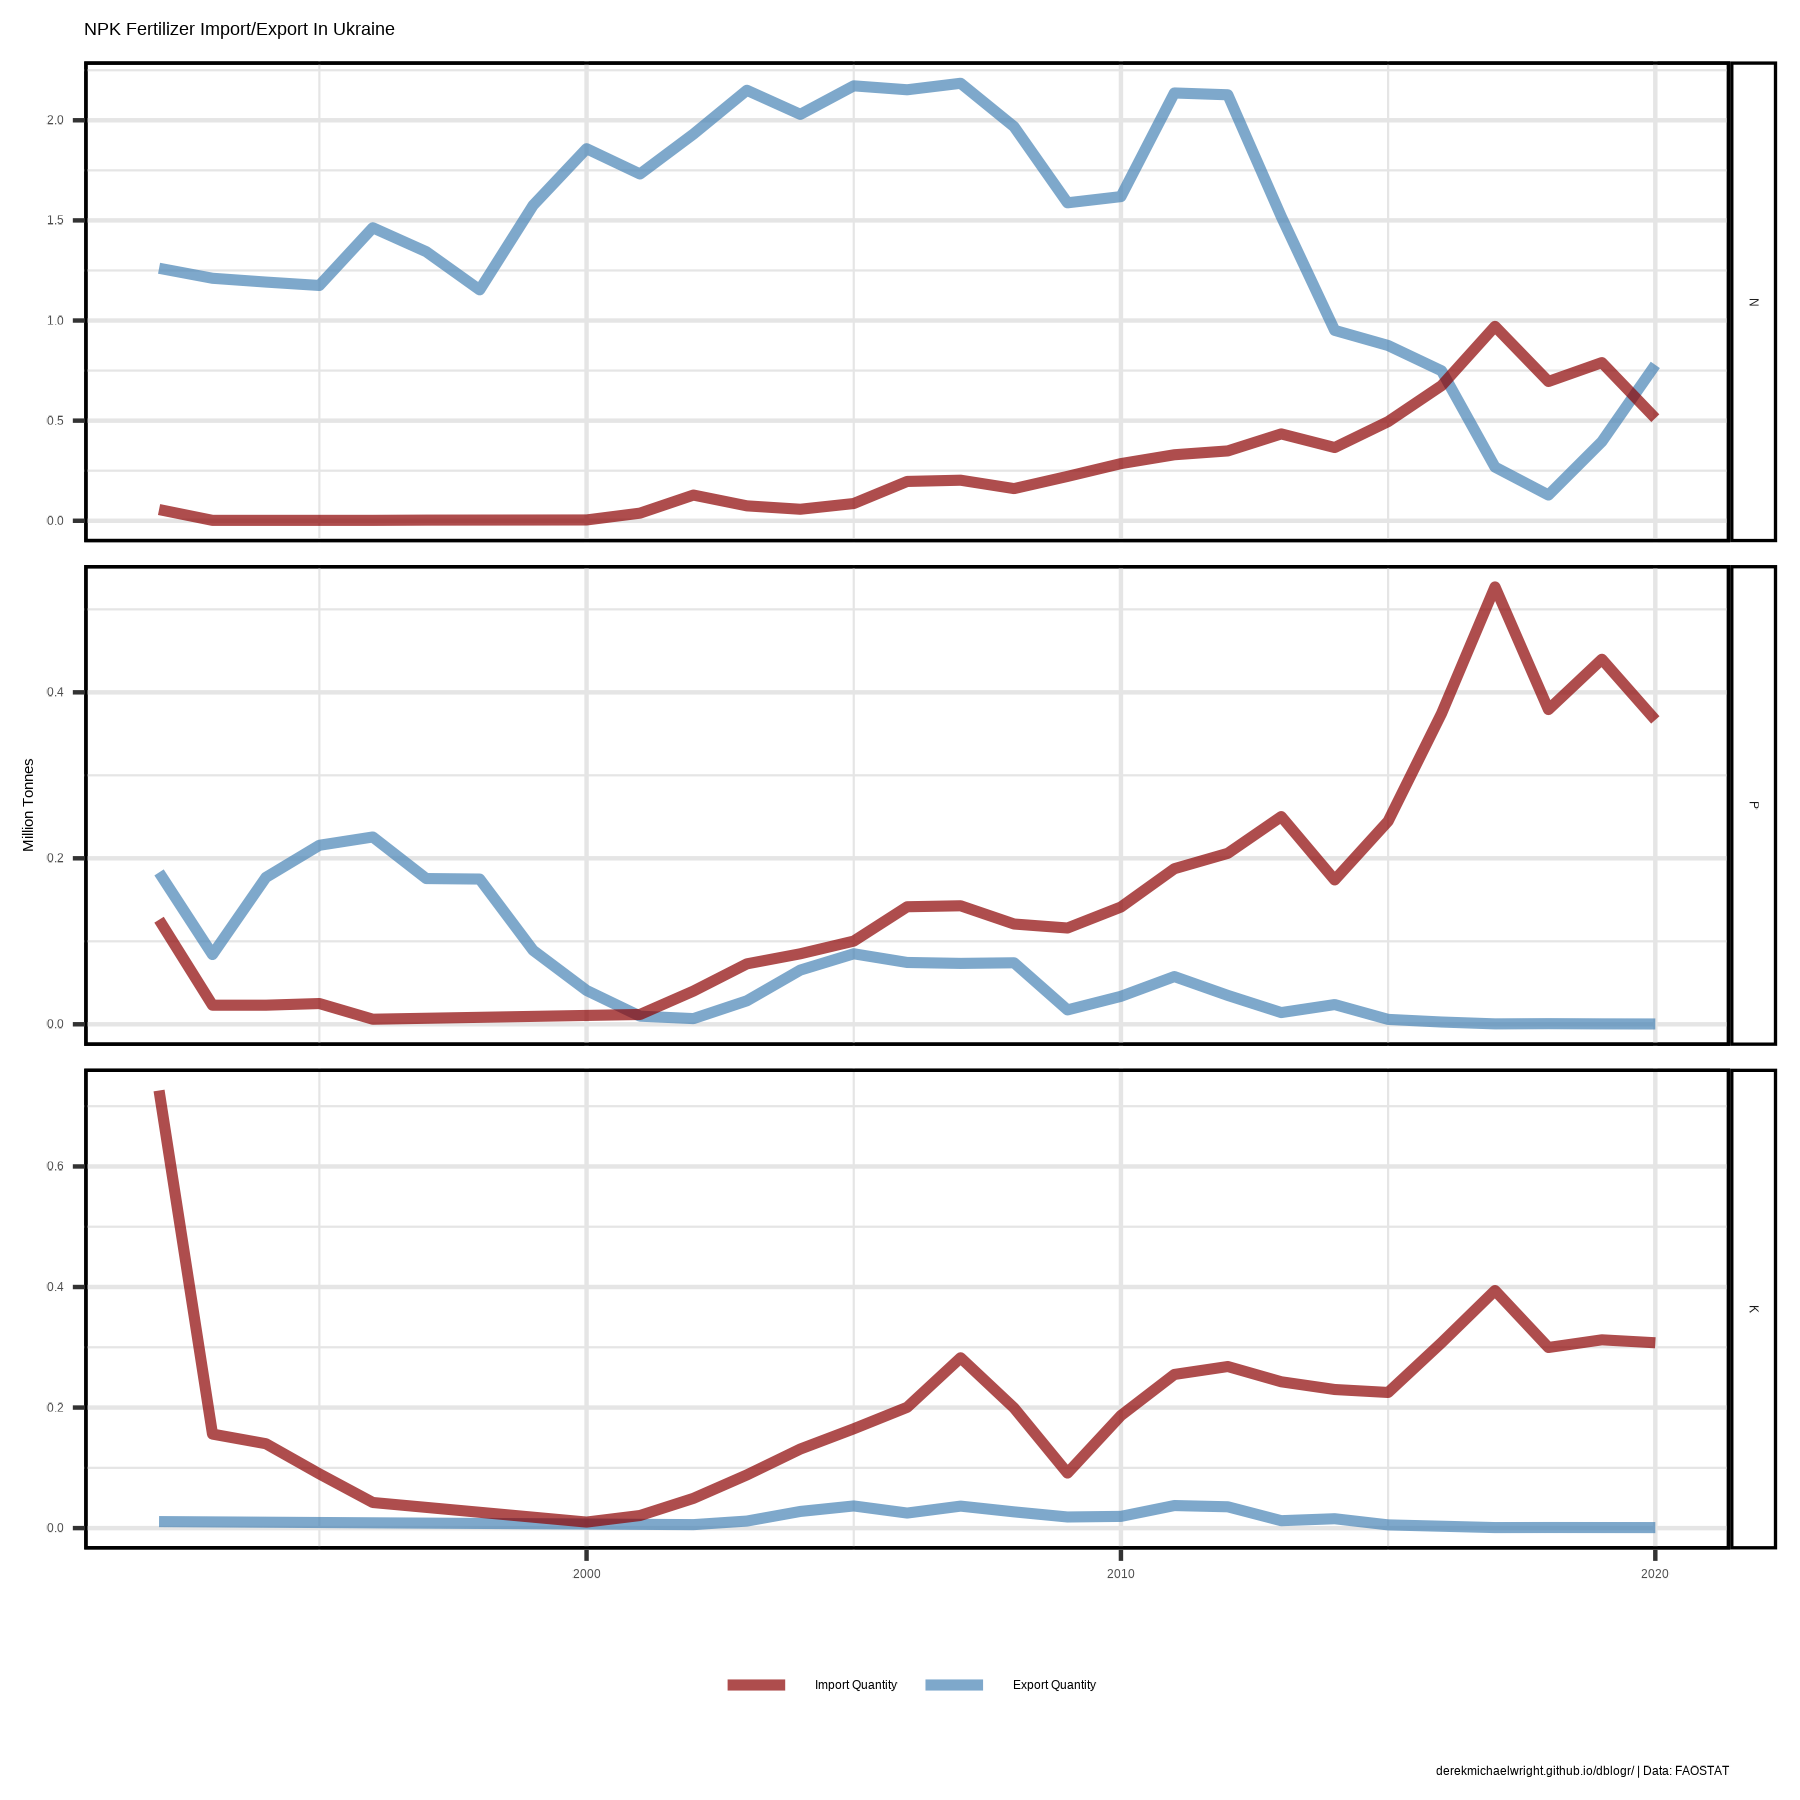 NPK Fertilizer Import/Export In Ukraine
2.0
1.5
1.0
0.5
0.0
N
Million Tonnes
0.4
0.2
0.0
P
0.6
0.4
0.2
0.0
K
2000 2010 2020
Import Quantity Export Quantity
derekmichaelwright.github.io/dblogr/ | Data: FAOSTAT